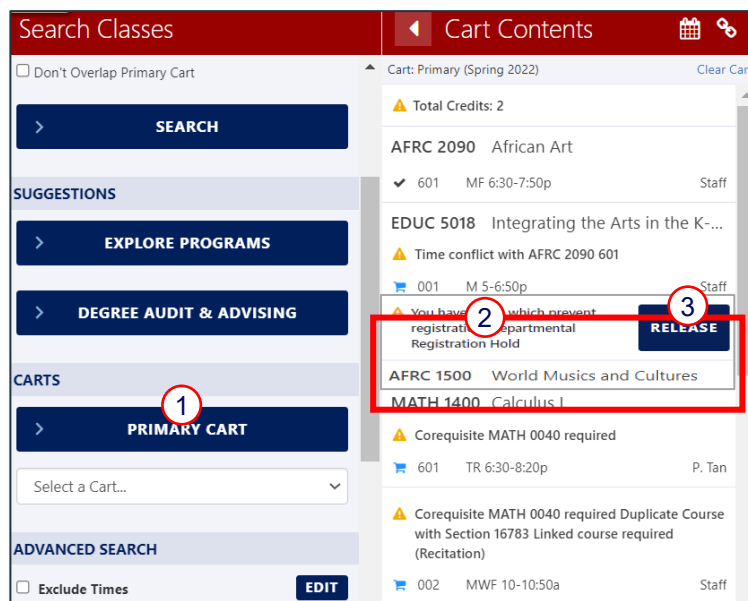 Search Classes
Don't Overlap Primary Cart
SEARCH
SUGGESTIONS
EXPLORE PROGRAMS
DEGREE AUDIT & ADVISING
CARTS
1
PRIMARY CART
Select a Cart...
ADVANCED SEARCH
Exclude Times
EDIT
Cart Contents
Cart: Primary (Spring 2022)
Clear Car
Total Credits: 2
AFRC 2090 African Art
601 MF 6:30-7:50p Staff
EDUC 5018 Integrating the Arts in the K-...
Time conflict with AFRC 2090 601
001 M 5-6:50p Staff
You have which prevent
2
3
RELEASE
registration Departmental
Registration Hold
AFRC 1500 World Musics and Cultures
MATH 1400 Calculus I
Corequisite MATH 0040 required
601 TR 6:30-8:20p P. Tan
Corequisite MATH 0040 required Duplicate Course
with Section 16783 Linked course required
(Recitation)
002 MWF 10-10:50a Staff